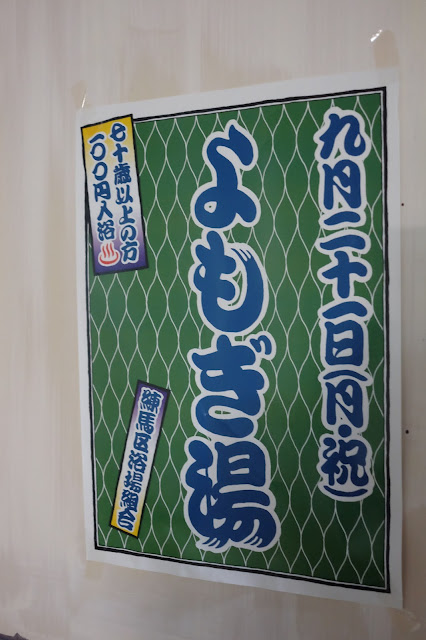 九月二十一日(月・祝)
よもぎ湯
七十歳以上の方
一〇〇円入浴♨
練馬区浴場組合